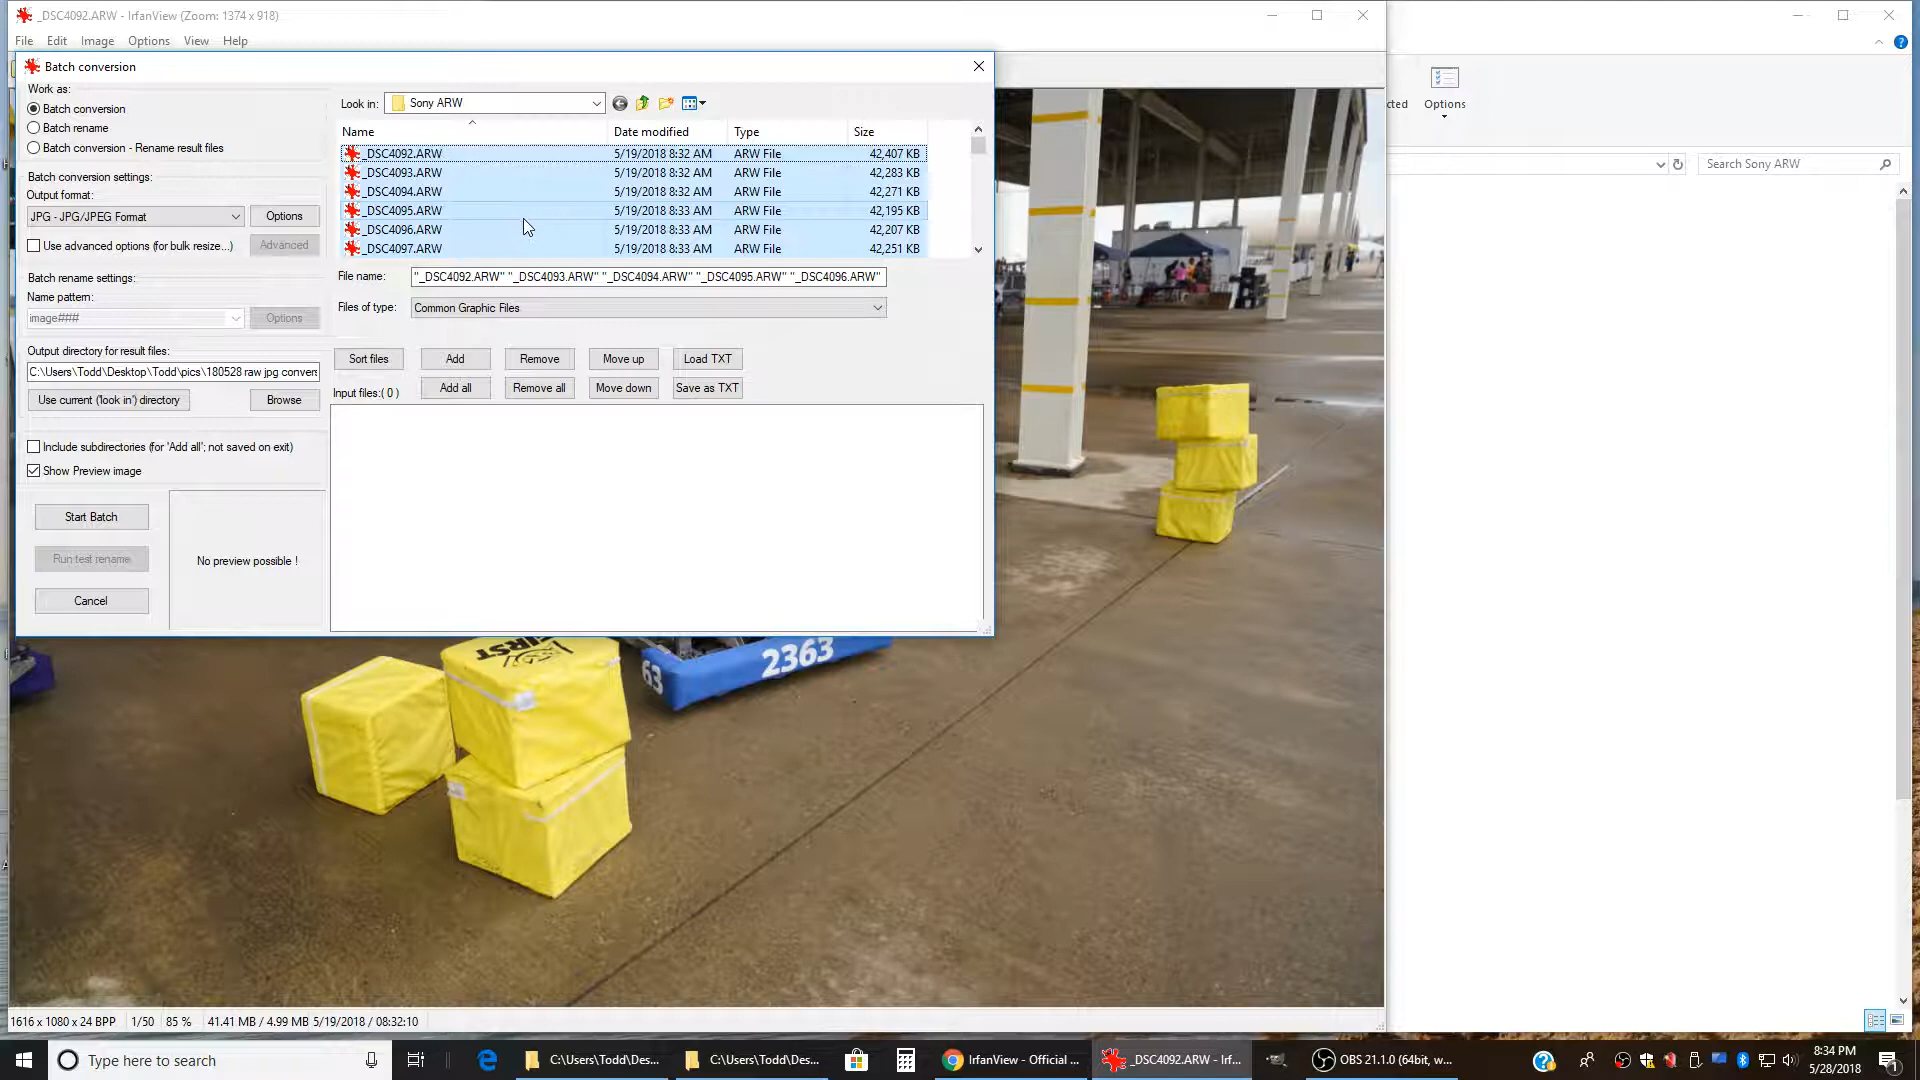 _DSC4092.ARW - IrfanView (Zoom: 1374 x 918)
File Edit Image Options View Help
Batch conversion
Work as:
Batch conversion
Batch rename
Batch conversion - Rename result files
Batch conversion settings:
Output format:
JPG - JPG/JPEG Format
Options
Use advanced options (for bulk resize...)
Advanced
Batch rename settings:
Name pattern:
image###
Options
Output directory for result files:
C:\Users\Todd\Desktop\Todd\pics\180528 raw jpg convers
Use current ('look in') directory
Browse
Include subdirectories (for 'Add all'; not saved on exit)
Show Preview image
Start Batch
Run test rename
Cancel
No preview possible !
Look in: Sony ARW
Name Date modified Type Size
_DSC4092.ARW 5/19/2018 8:32 AM ARW File 42,407 KB
_DSC4093.ARW 5/19/2018 8:32 AM ARW File 42,283 KB
_DSC4094.ARW 5/19/2018 8:32 AM ARW File 42,271 KB
_DSC4095.ARW 5/19/2018 8:33 AM ARW File 42,195 KB
_DSC4096.ARW 5/19/2018 8:33 AM ARW File 42,207 KB
_DSC4097.ARW 5/19/2018 8:33 AM ARW File 42,251 KB
File name: "_DSC4092.ARW" "_DSC4093.ARW" "_DSC4094.ARW" "_DSC4095.ARW" "_DSC4096.ARW"
Files of type: Common Graphic Files
Sort files Add Remove Move up Load TXT
Input files:( 0 ) Add all Remove all Move down Save as TXT
cted Options
Search Sony ARW
FIRST
63 2363
1616 x 1080 x 24 BPP 1/50 85 % 41.41 MB / 4.99 MB 5/19/2018 / 08:32:10
Type here to search
C:\Users\Todd\Des...
C:\Users\Todd\Des...
IrfanView - Official ...
_DSC4092.ARW - Irf...
OBS 21.1.0 (64bit, w...
8:34 PM
5/28/2018
1